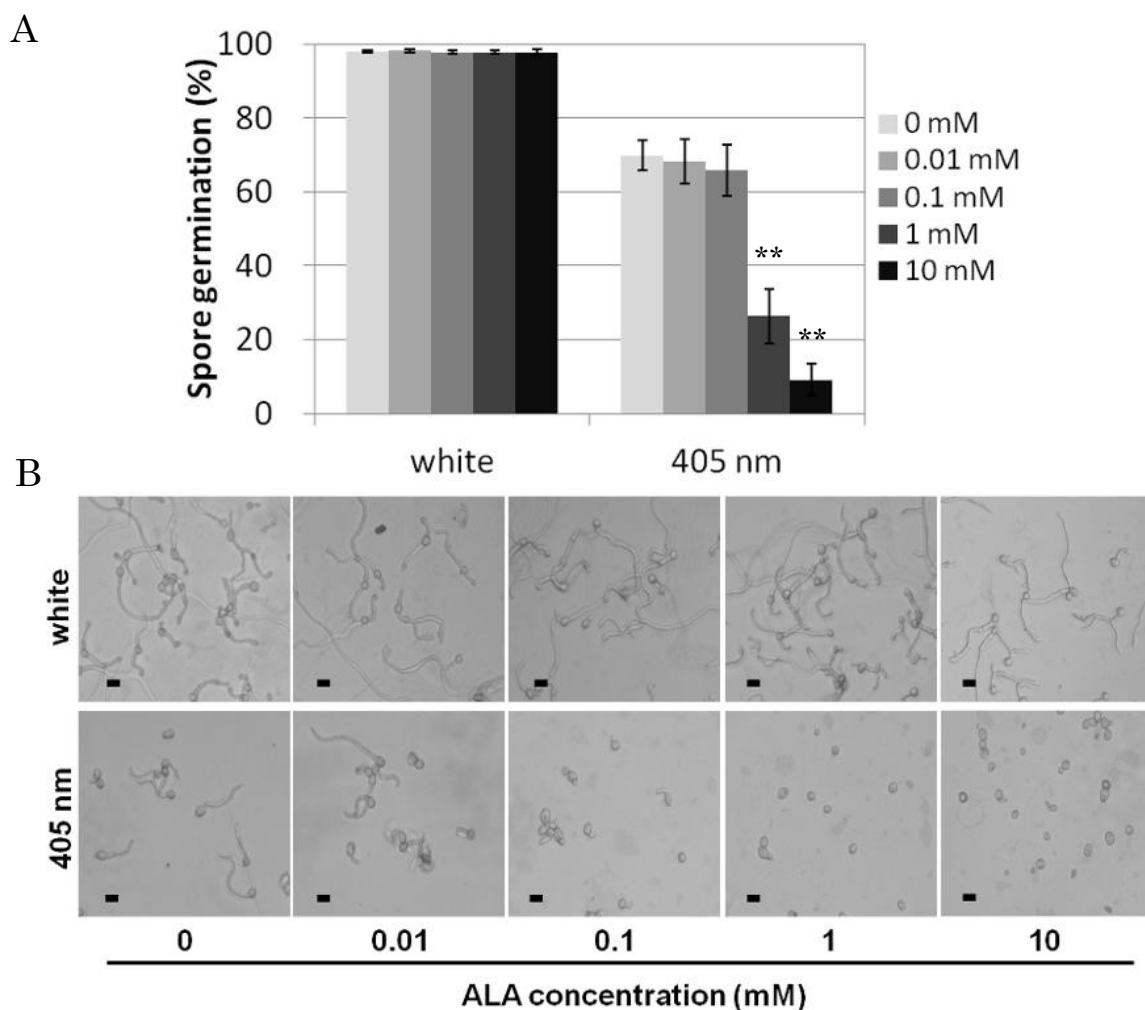 A
Spore germination (%)
100
80
60
40
20
0
**
**
white
405 nm
0 mM
0.01 mM
0.1 mM
1 mM
10 mM
B
white
405 nm
0
0.01
0.1
1
10
ALA concentration (mM)